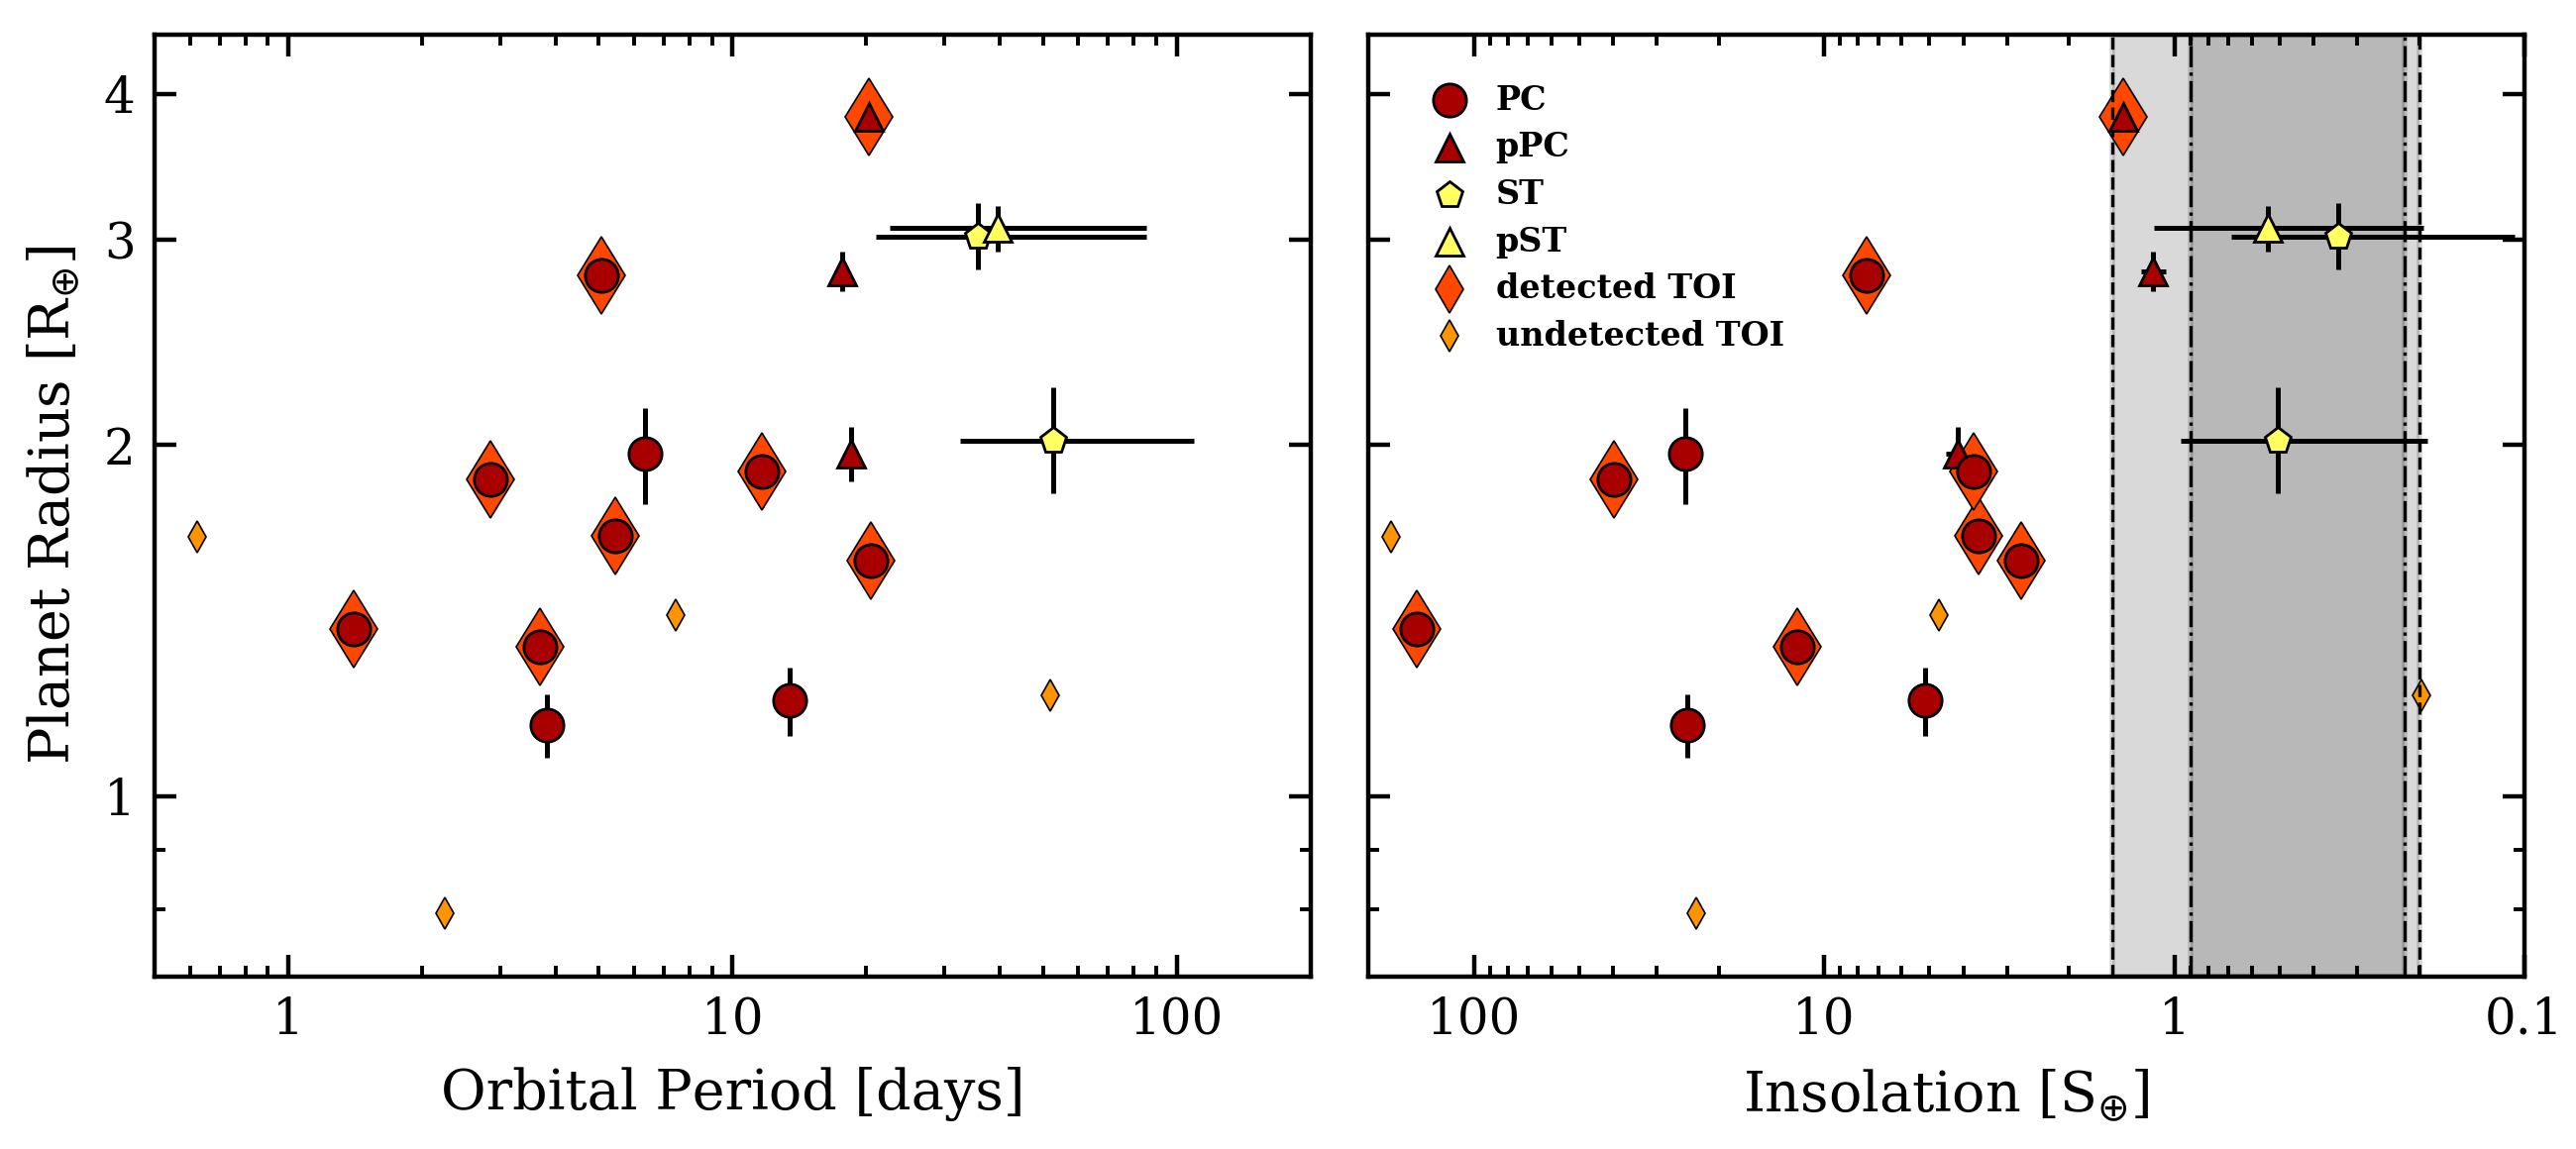 4
3
2
1
Planet Radius [R⊕]
1 10 100
Orbital Period [days]
PC
pPC
ST
pST
detected TOI
undetected TOI
100 10 1 0.1
Insolation [S⊕]